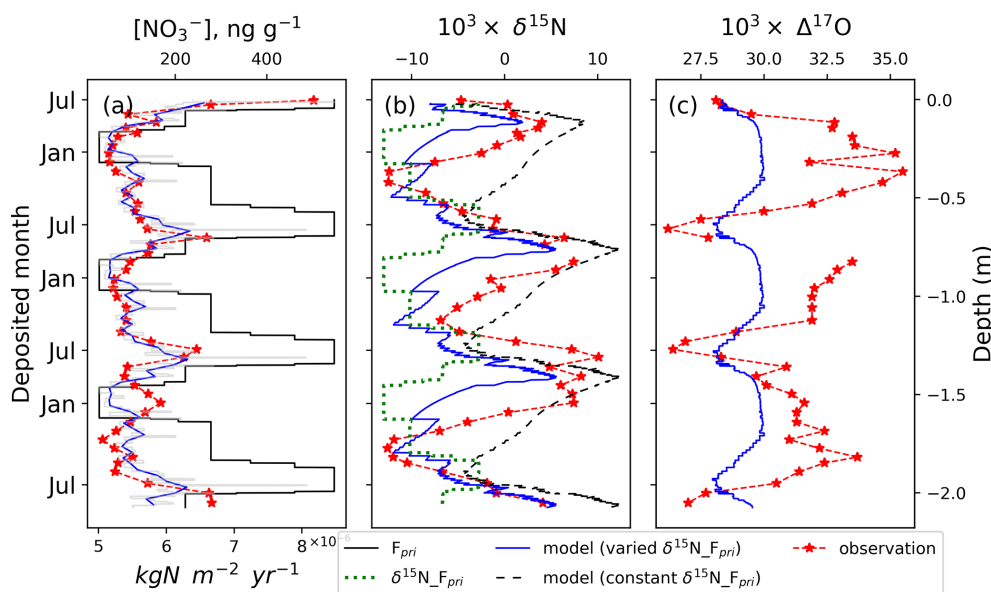 [NO₃⁻], ng g⁻¹
10³ × δ¹⁵N
10³ × Δ¹⁷O
200 400
−10 0 10
27.5 30.0 32.5 35.0
(a)
(b)
(c)
Jul
Jan
Jul
Jan
Jul
Jan
Jul
Deposited month
0.0
−0.5
−1.0
−1.5
−2.0
Depth (m)
5 6 7 8 ×10⁻⁶
kgN m⁻² yr⁻¹
F_pri
δ¹⁵N_F_pri
model (varied δ¹⁵N_F_pri)
model (constant δ¹⁵N_F_pri)
observation